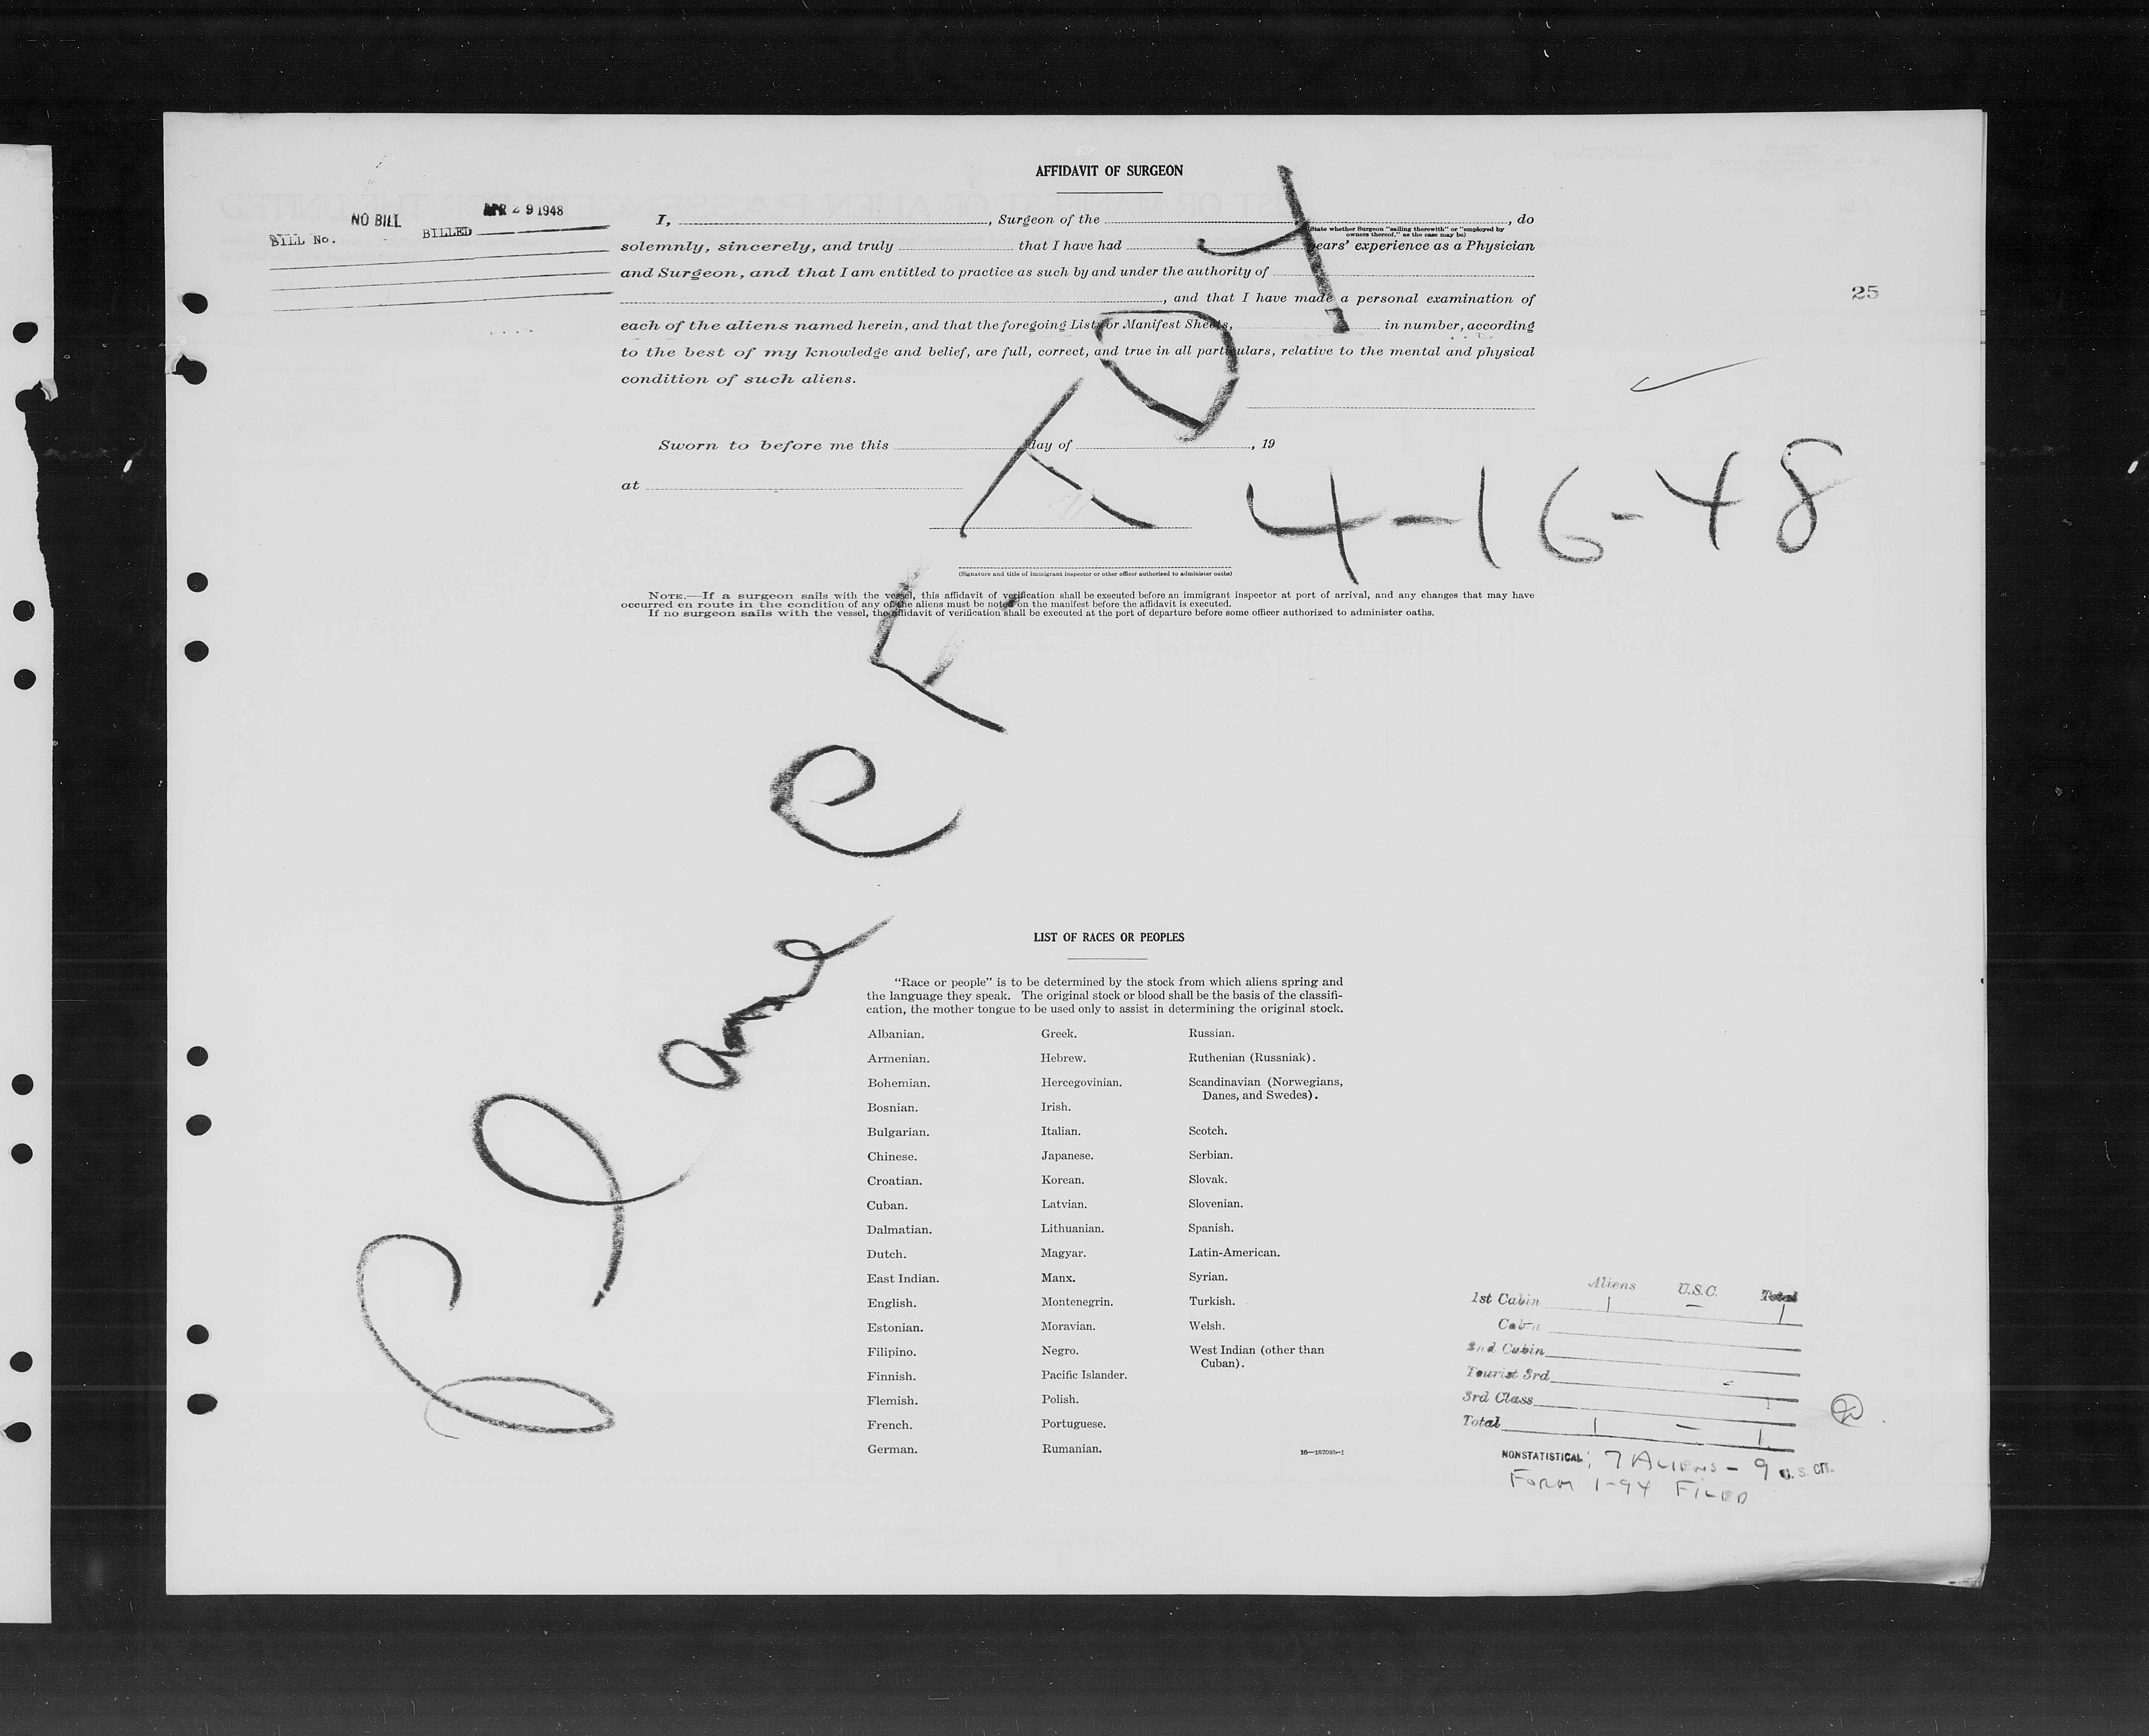 AFFIDAVIT OF SURGEON
BILL No. NO BILL BILLED APR 29 1948
I, , Surgeon of the , do
(State whether Surgeon "sailing therewith" or "employed by
owners thereof," as the case may be)
solemnly, sincerely, and truly that I have had years' experience as a Physician
and Surgeon, and that I am entitled to practice as such by and under the authority of
, and that I have made a personal examination of
25
each of the aliens named herein, and that the foregoing Lists or Manifest Sheets, in number, according
to the best of my knowledge and belief, are full, correct, and true in all particulars, relative to the mental and physical
condition of such aliens.
Sworn to before me this day of , 19
at
4-16-48
(Signature and title of immigrant inspector or other officer authorized to administer oaths)
NOTE.—If a surgeon sails with the vessel, this affidavit of verification shall be executed before an immigrant inspector at port of arrival, and any changes that may have
occurred en route in the condition of any of the aliens must be noted on the manifest before the affidavit is executed.
If no surgeon sails with the vessel, the affidavit of verification shall be executed at the port of departure before some officer authorized to administer oaths.
Plane
LIST OF RACES OR PEOPLES
"Race or people" is to be determined by the stock from which aliens spring and
the language they speak. The original stock or blood shall be the basis of the classifi-
cation, the mother tongue to be used only to assist in determining the original stock.
Albanian.
Armenian.
Bohemian.
Bosnian.
Bulgarian.
Chinese.
Croatian.
Cuban.
Dalmatian.
Dutch.
East Indian.
English.
Estonian.
Filipino.
Finnish.
Flemish.
French.
German.
Greek.
Hebrew.
Hercegovinian.
Irish.
Italian.
Japanese.
Korean.
Latvian.
Lithuanian.
Magyar.
Manx.
Montenegrin.
Moravian.
Negro.
Pacific Islander.
Polish.
Portuguese.
Rumanian.
Russian.
Ruthenian (Russniak).
Scandinavian (Norwegians,
Danes, and Swedes).
Scotch.
Serbian.
Slovak.
Slovenian.
Spanish.
Latin-American.
Syrian.
Turkish.
Welsh.
West Indian (other than
Cuban).
16—18709b-1
Aliens U.S.C. Total
1st Cabin 1 — 1
Cabin
2nd Cabin
Tourist 3rd
3rd Class
Total 1 — 1
NONSTATISTICAL; 7 ALIENS - 9 U. S. CIT.
FORM 1-94 FILED